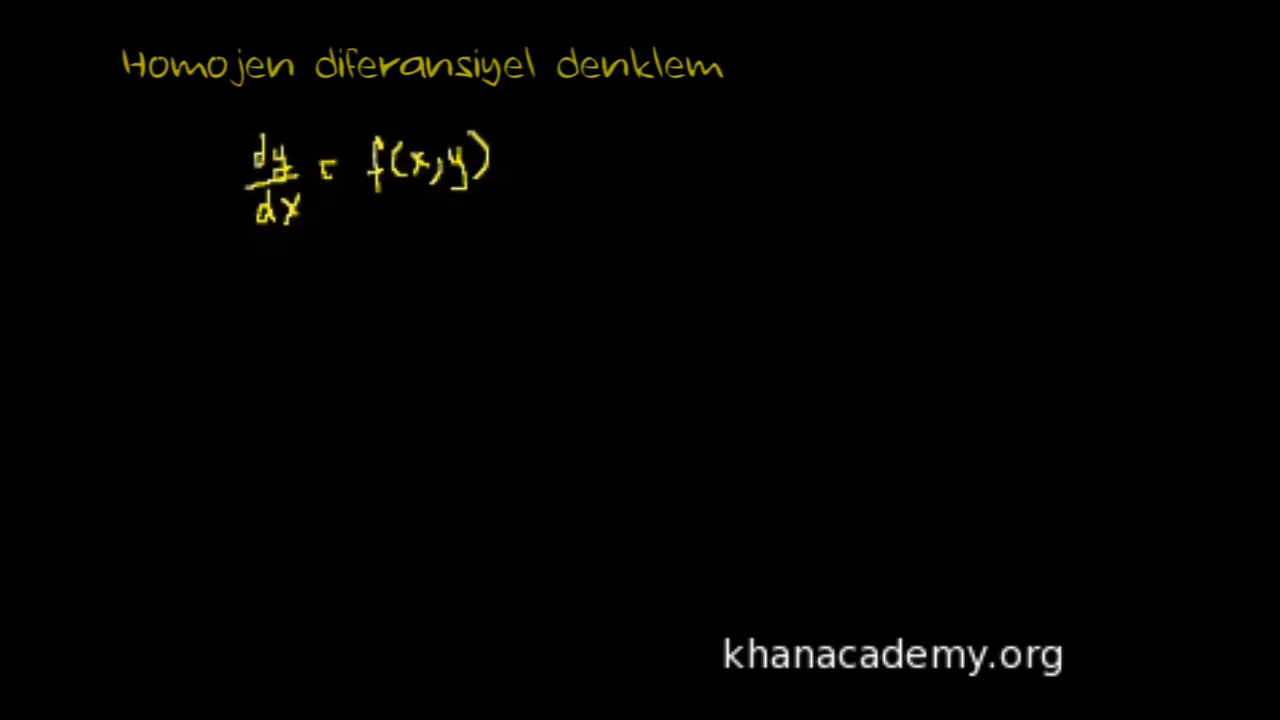 Homojen diferansiyel denklem
dy/dx = f(x,y)
khanacademy.org